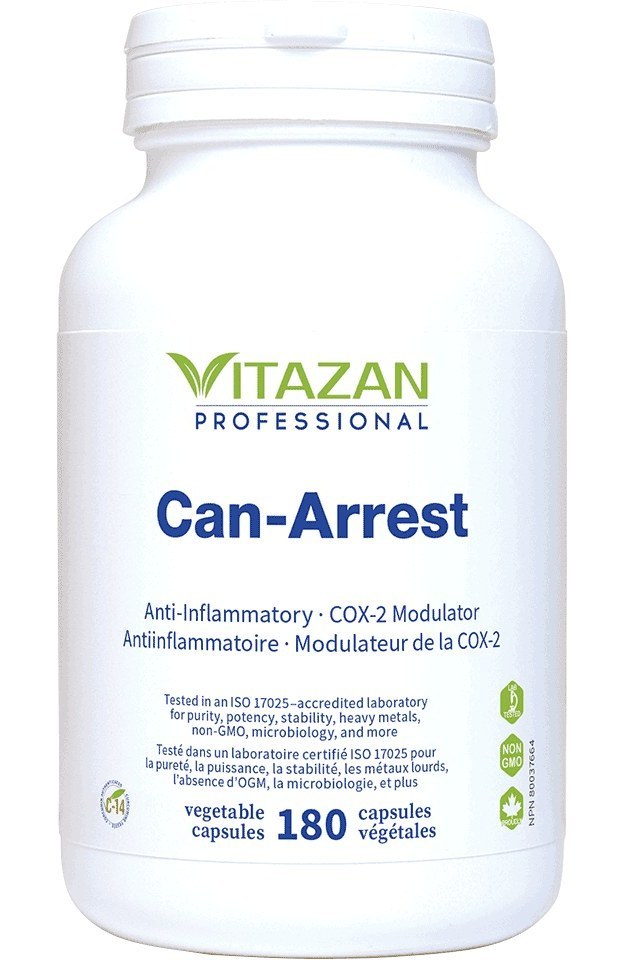 VITAZAN
PROFESSIONAL
Can-Arrest
Anti-Inflammatory · COX-2 Modulator
Antiinflammatoire · Modulateur de la COX-2
Tested in an ISO 17025–accredited laboratory
for purity, potency, stability, heavy metals,
non-GMO, microbiology, and more
Testé dans un laboratoire certifié ISO 17025 pour
la pureté, la puissance, la stabilité, les métaux lourds,
l’absence d’OGM, la microbiologie, et plus
vegetable
capsules
180
capsules
végétales
LAB
TESTED
NON
GMO
NPN 80037664
C-14